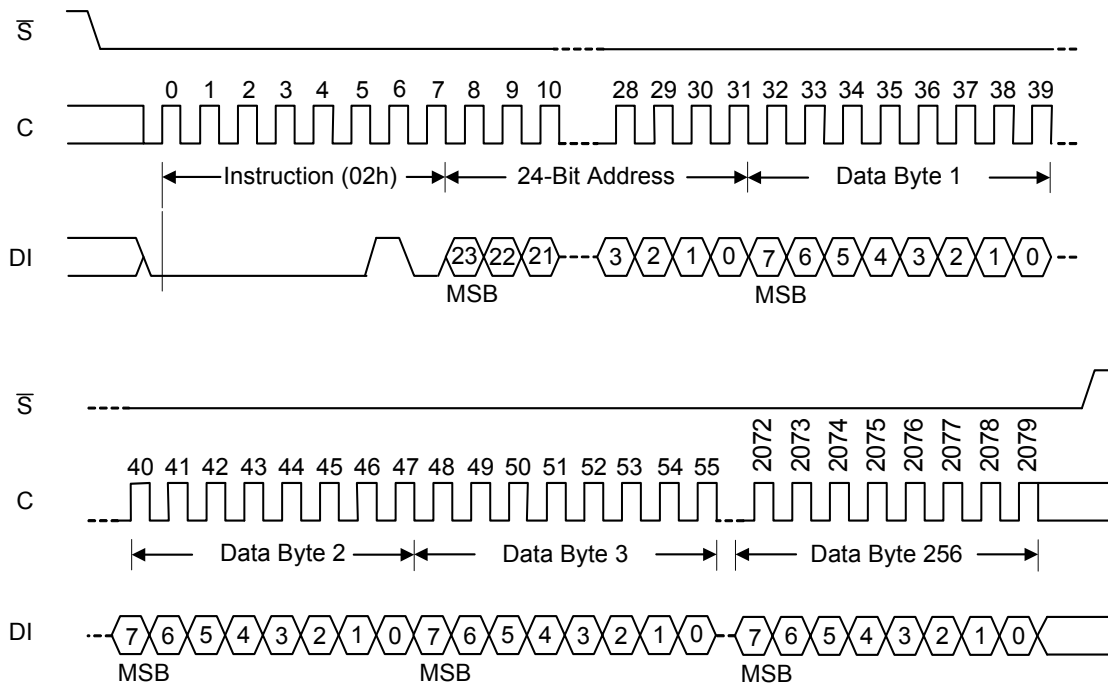 S̅
0 1 2 3 4 5 6 7 8 9 10 28 29 30 31 32 33 34 35 36 37 38 39
C
Instruction (02h) 24-Bit Address Data Byte 1
DI 23 22 21 3 2 1 0 7 6 5 4 3 2 1 0
MSB MSB
S̅
40 41 42 43 44 45 46 47 48 49 50 51 52 53 54 55 2072 2073 2074 2075 2076 2077 2078 2079
C
Data Byte 2 Data Byte 3 Data Byte 256
DI 7 6 5 4 3 2 1 0 7 6 5 4 3 2 1 0 7 6 5 4 3 2 1 0
MSB MSB MSB